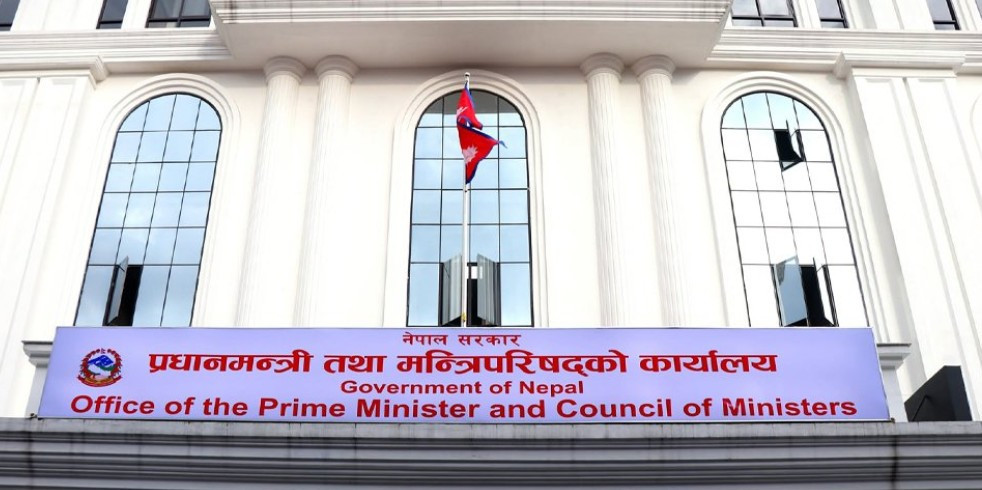 नेपाल सरकार
प्रधानमन्त्री तथा मन्त्रिपरिषद्को कार्यालय
Government of Nepal
Office of the Prime Minister and Council of Ministers